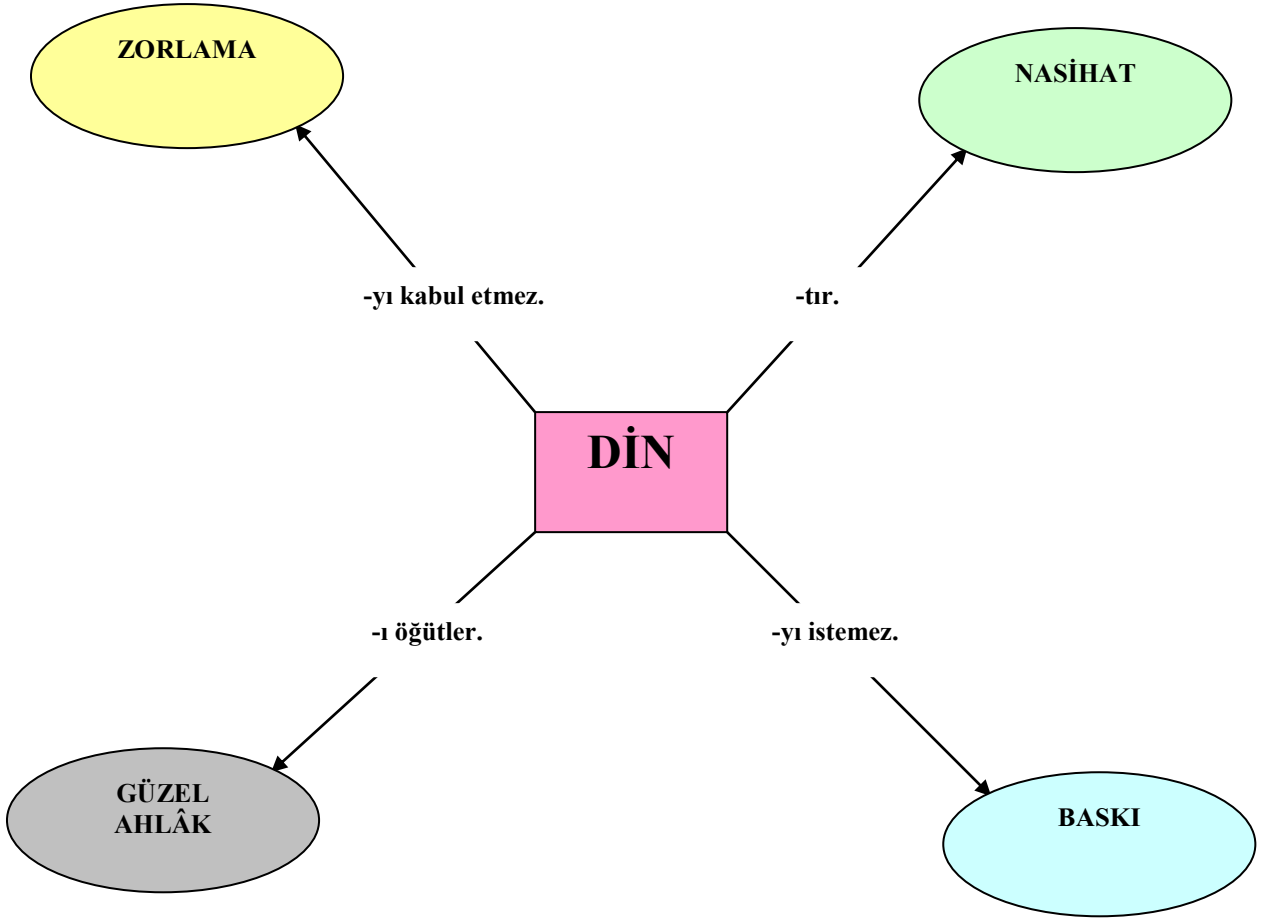 ZORLAMA
NASİHAT
-yı kabul etmez.
-tır.
DİN
-ı öğütler.
-yı istemez.
GÜZEL
AHLÂK
BASKI